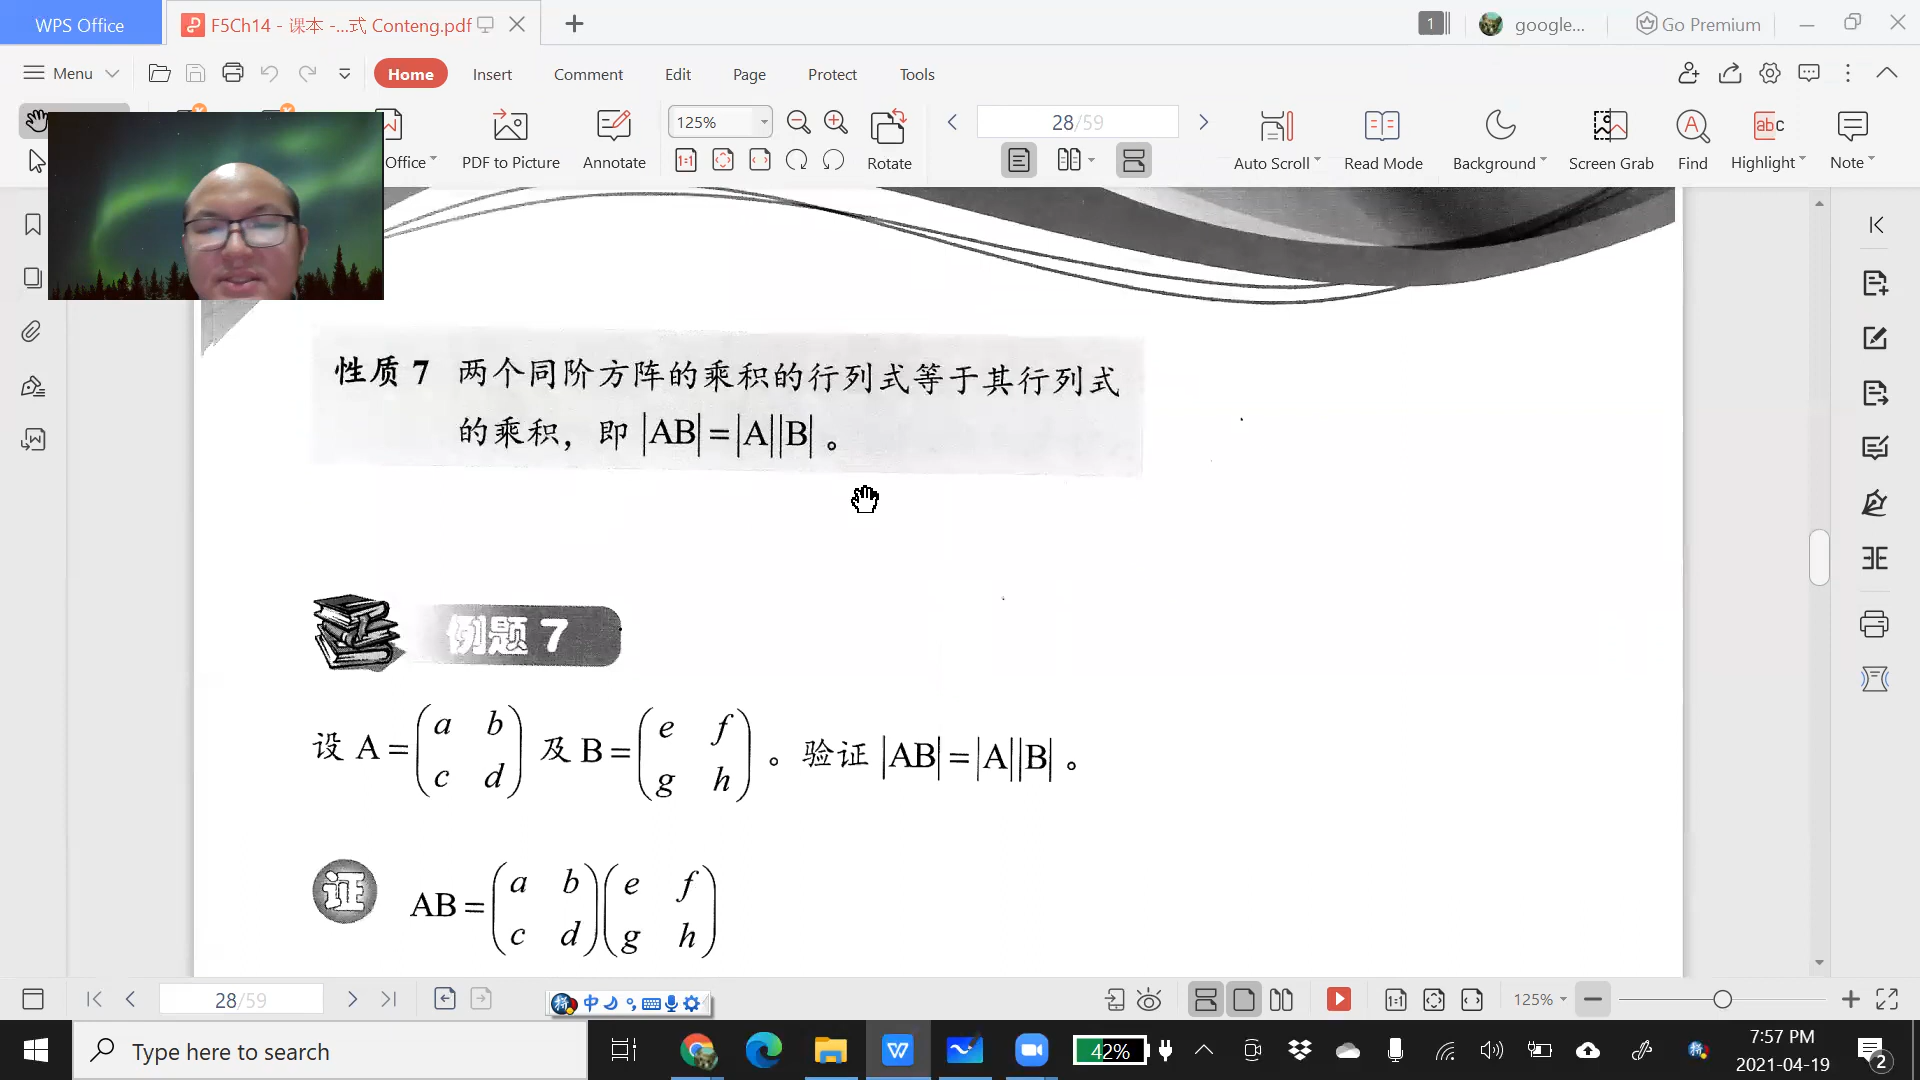 WPS Office
F5Ch14 - 课本 -...式 Conteng.pdf
1
google...
Go Premium
Menu
Home
Insert
Comment
Edit
Page
Protect
Tools
Office
PDF to Picture
Annotate
125%
Rotate
28/59
Auto Scroll
Read Mode
Background
Screen Grab
Find
Highlight
Note
性质 7 两个同阶方阵的乘积的行列式等于其行列式
的乘积，即 |AB|=|A||B|。
例题 7
设 A=(a b c d) 及 B=(e f g h)。验证 |AB|=|A||B|。
证 AB=(a b c d)(e f g h)
28/59
中
125%
Type here to search
42%
7:57 PM
2021-04-19
2